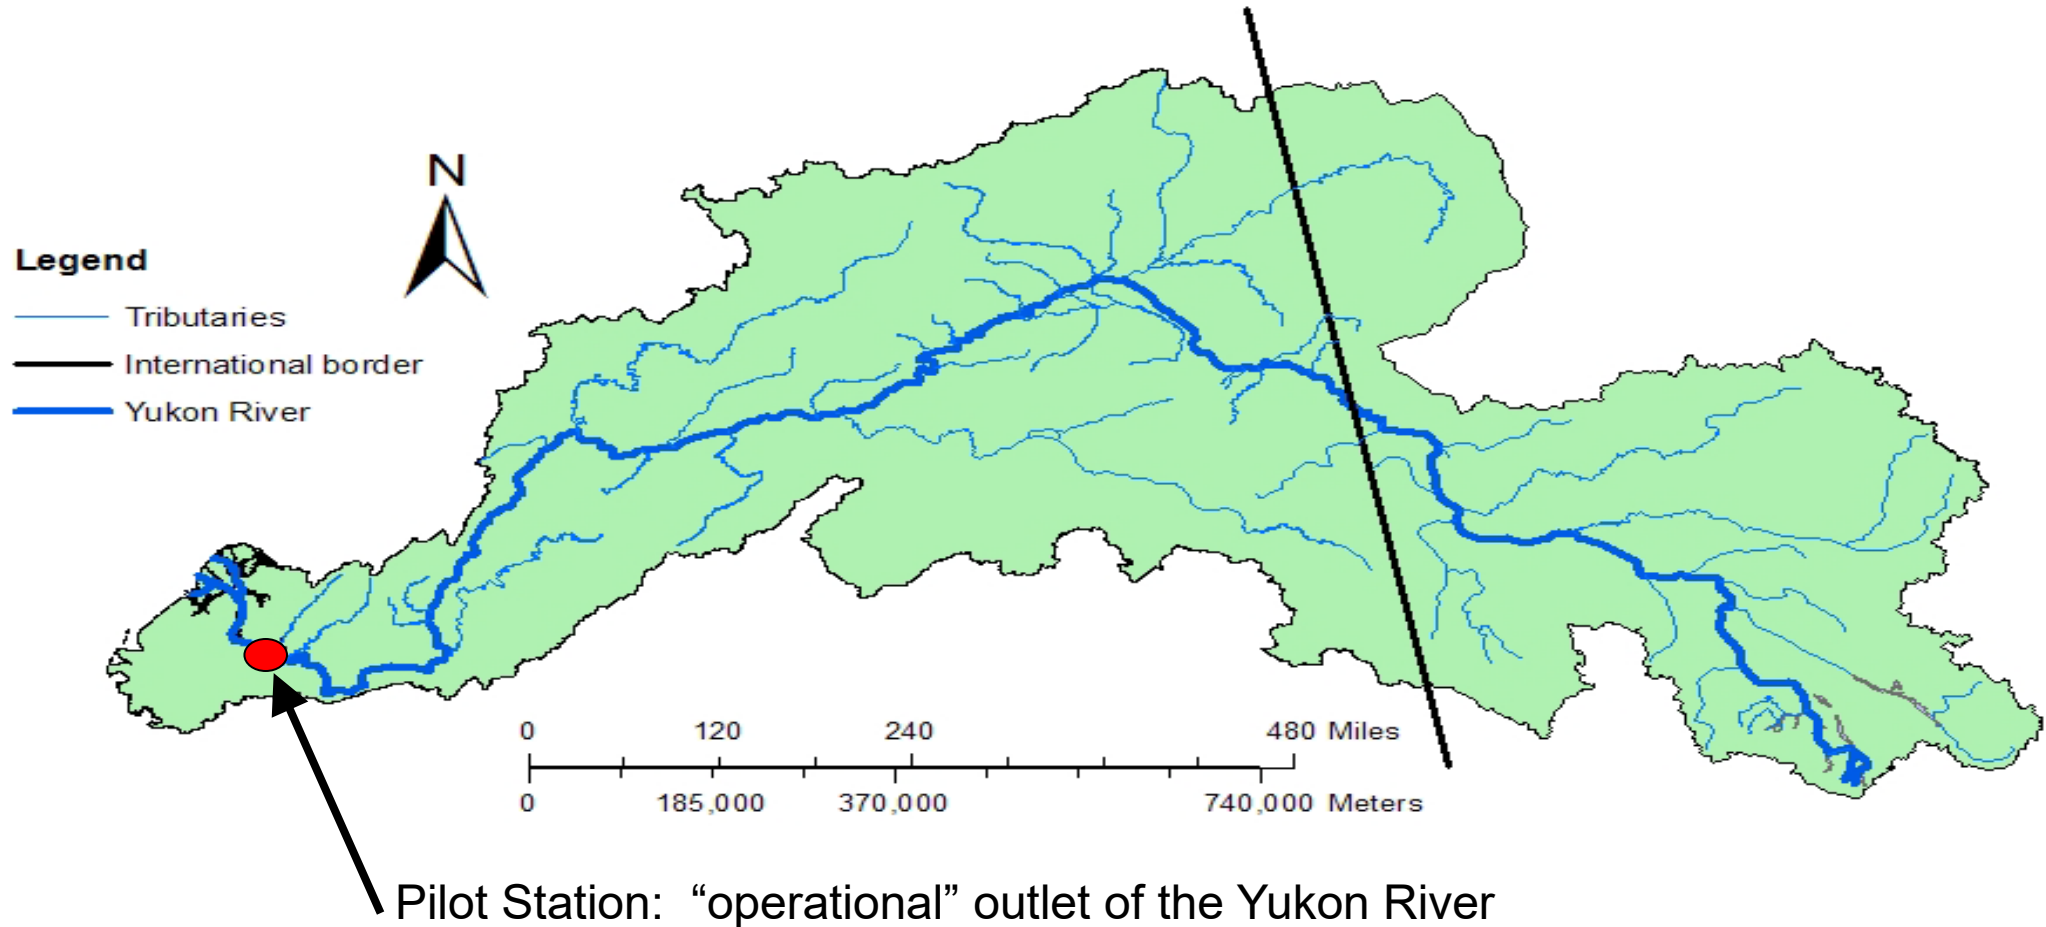 N
Legend
Tributaries
International border
Yukon River
0 120 240 480 Miles
0 185,000 370,000 740,000 Meters
Pilot Station: “operational” outlet of the Yukon River